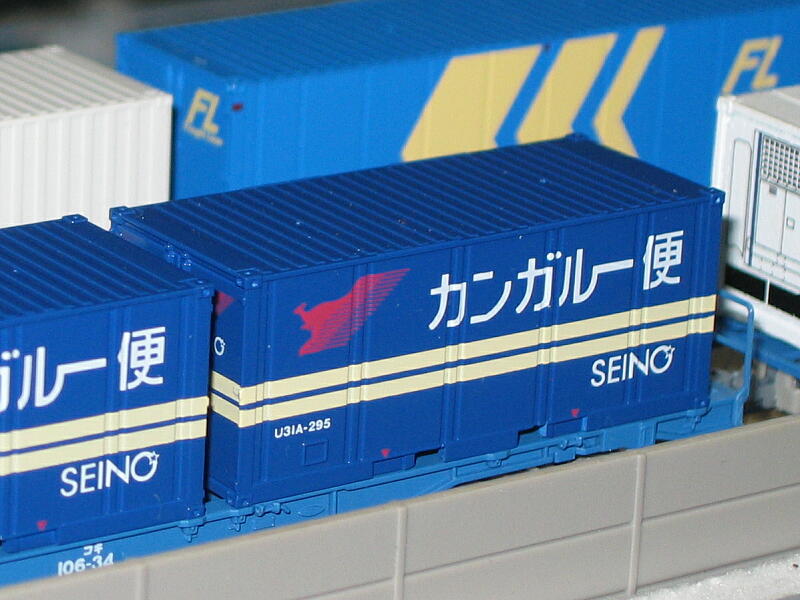 FL
FL
カンガルー便
SEINO
U31A-295
ガルー便
SEINO
コキ
106-34